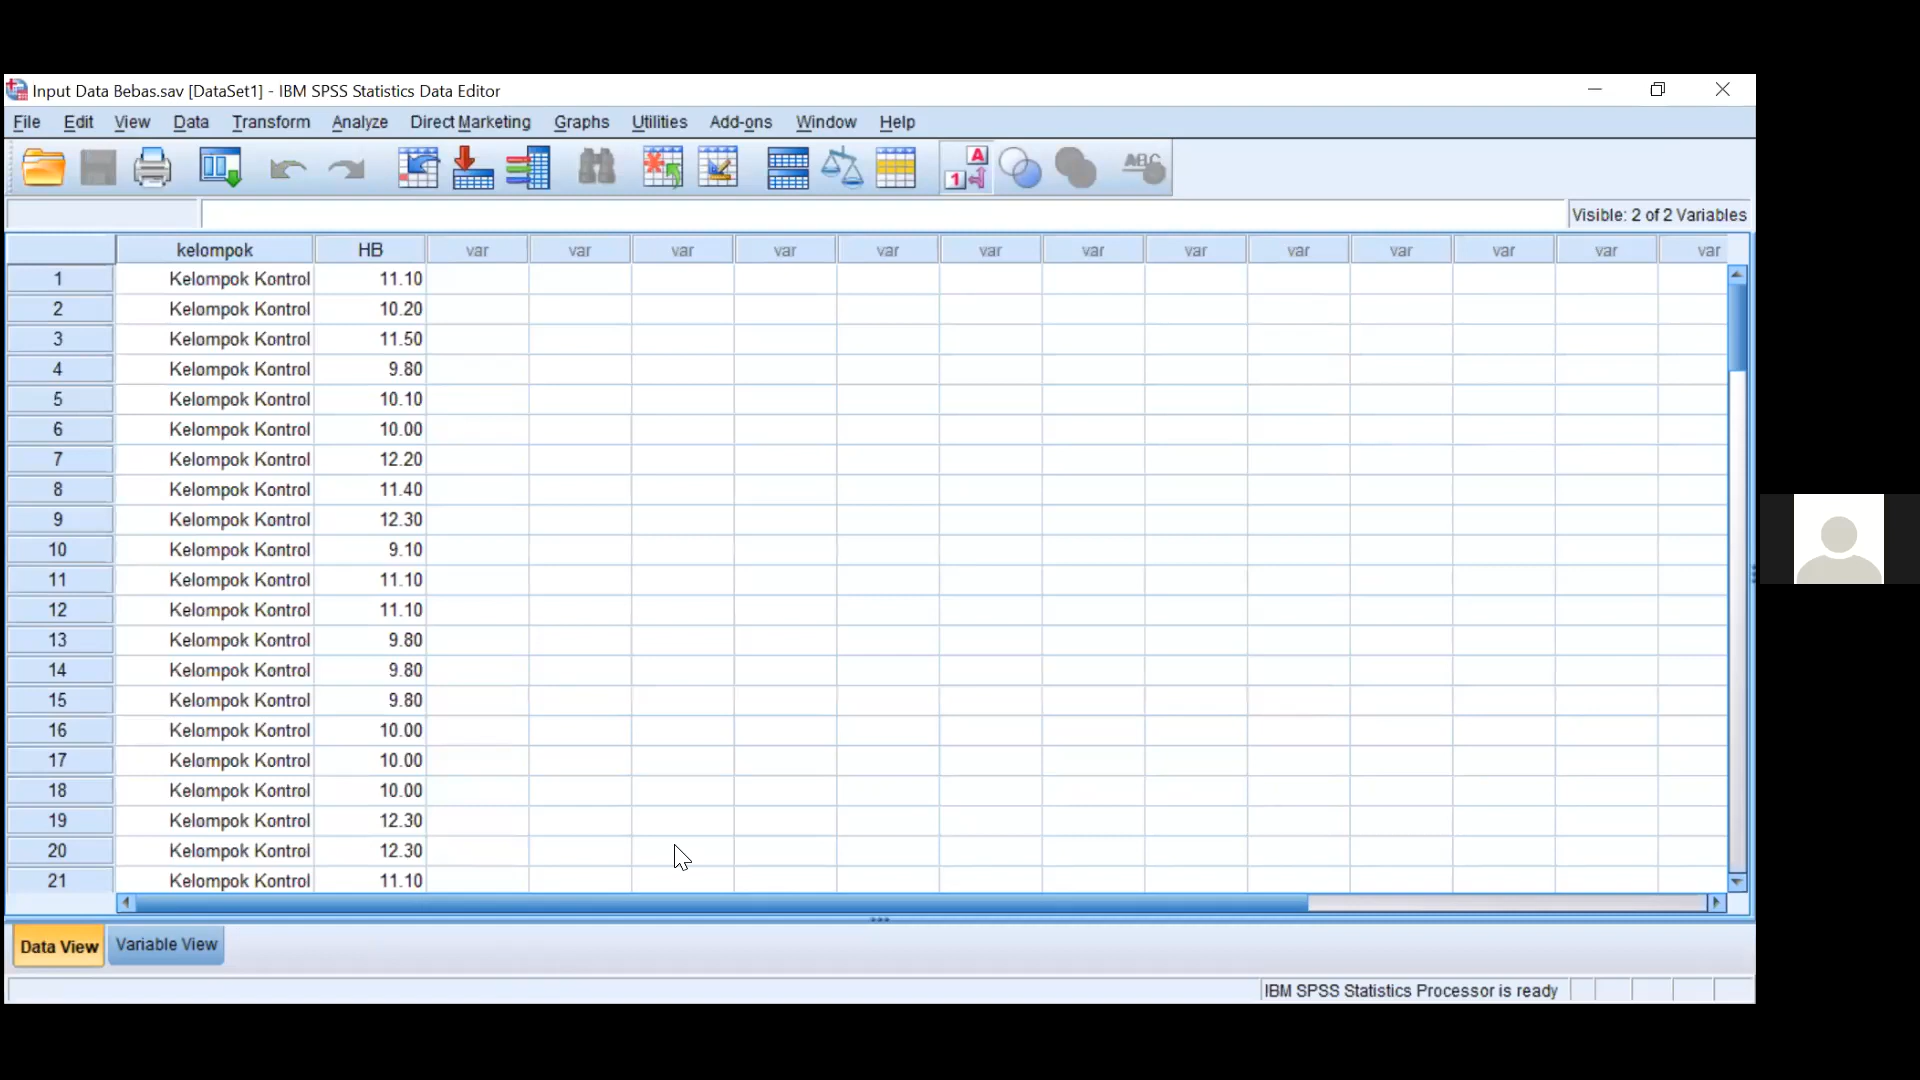 Input Data Bebas.sav [DataSet1] - IBM SPSS Statistics Data Editor
File Edit View Data Transform Analyze Direct Marketing Graphs Utilities Add-ons Window Help
A
1
ABC
Visible: 2 of 2 Variables
kelompok HB var var var var var var var var var var var var var
1 Kelompok Kontrol 11.10
2 Kelompok Kontrol 10.20
3 Kelompok Kontrol 11.50
4 Kelompok Kontrol 9.80
5 Kelompok Kontrol 10.10
6 Kelompok Kontrol 10.00
7 Kelompok Kontrol 12.20
8 Kelompok Kontrol 11.40
9 Kelompok Kontrol 12.30
10 Kelompok Kontrol 9.10
11 Kelompok Kontrol 11.10
12 Kelompok Kontrol 11.10
13 Kelompok Kontrol 9.80
14 Kelompok Kontrol 9.80
15 Kelompok Kontrol 9.80
16 Kelompok Kontrol 10.00
17 Kelompok Kontrol 10.00
18 Kelompok Kontrol 10.00
19 Kelompok Kontrol 12.30
20 Kelompok Kontrol 12.30
21 Kelompok Kontrol 11.10
Data View Variable View
IBM SPSS Statistics Processor is ready